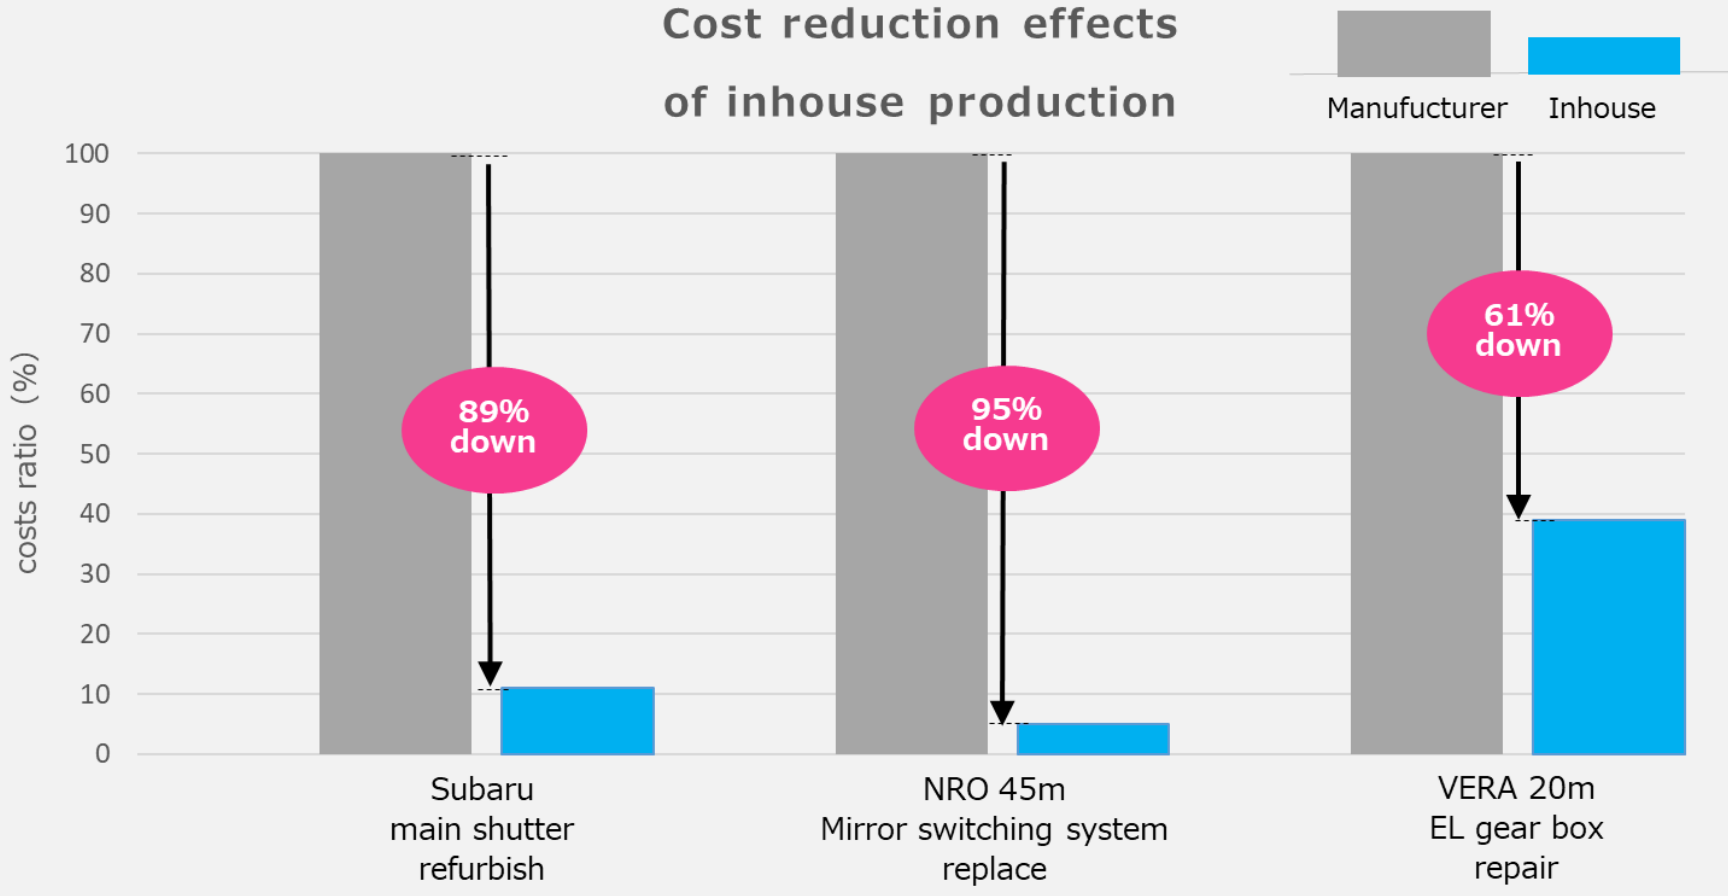 Cost reduction effects
of inhouse production
Manufucturer
Inhouse
costs ratio (%)
100
90
80
70
60
50
40
30
20
10
0
89%
down
95%
down
61%
down
Subaru
main shutter
refurbish
NRO 45m
Mirror switching system
replace
VERA 20m
EL gear box
repair